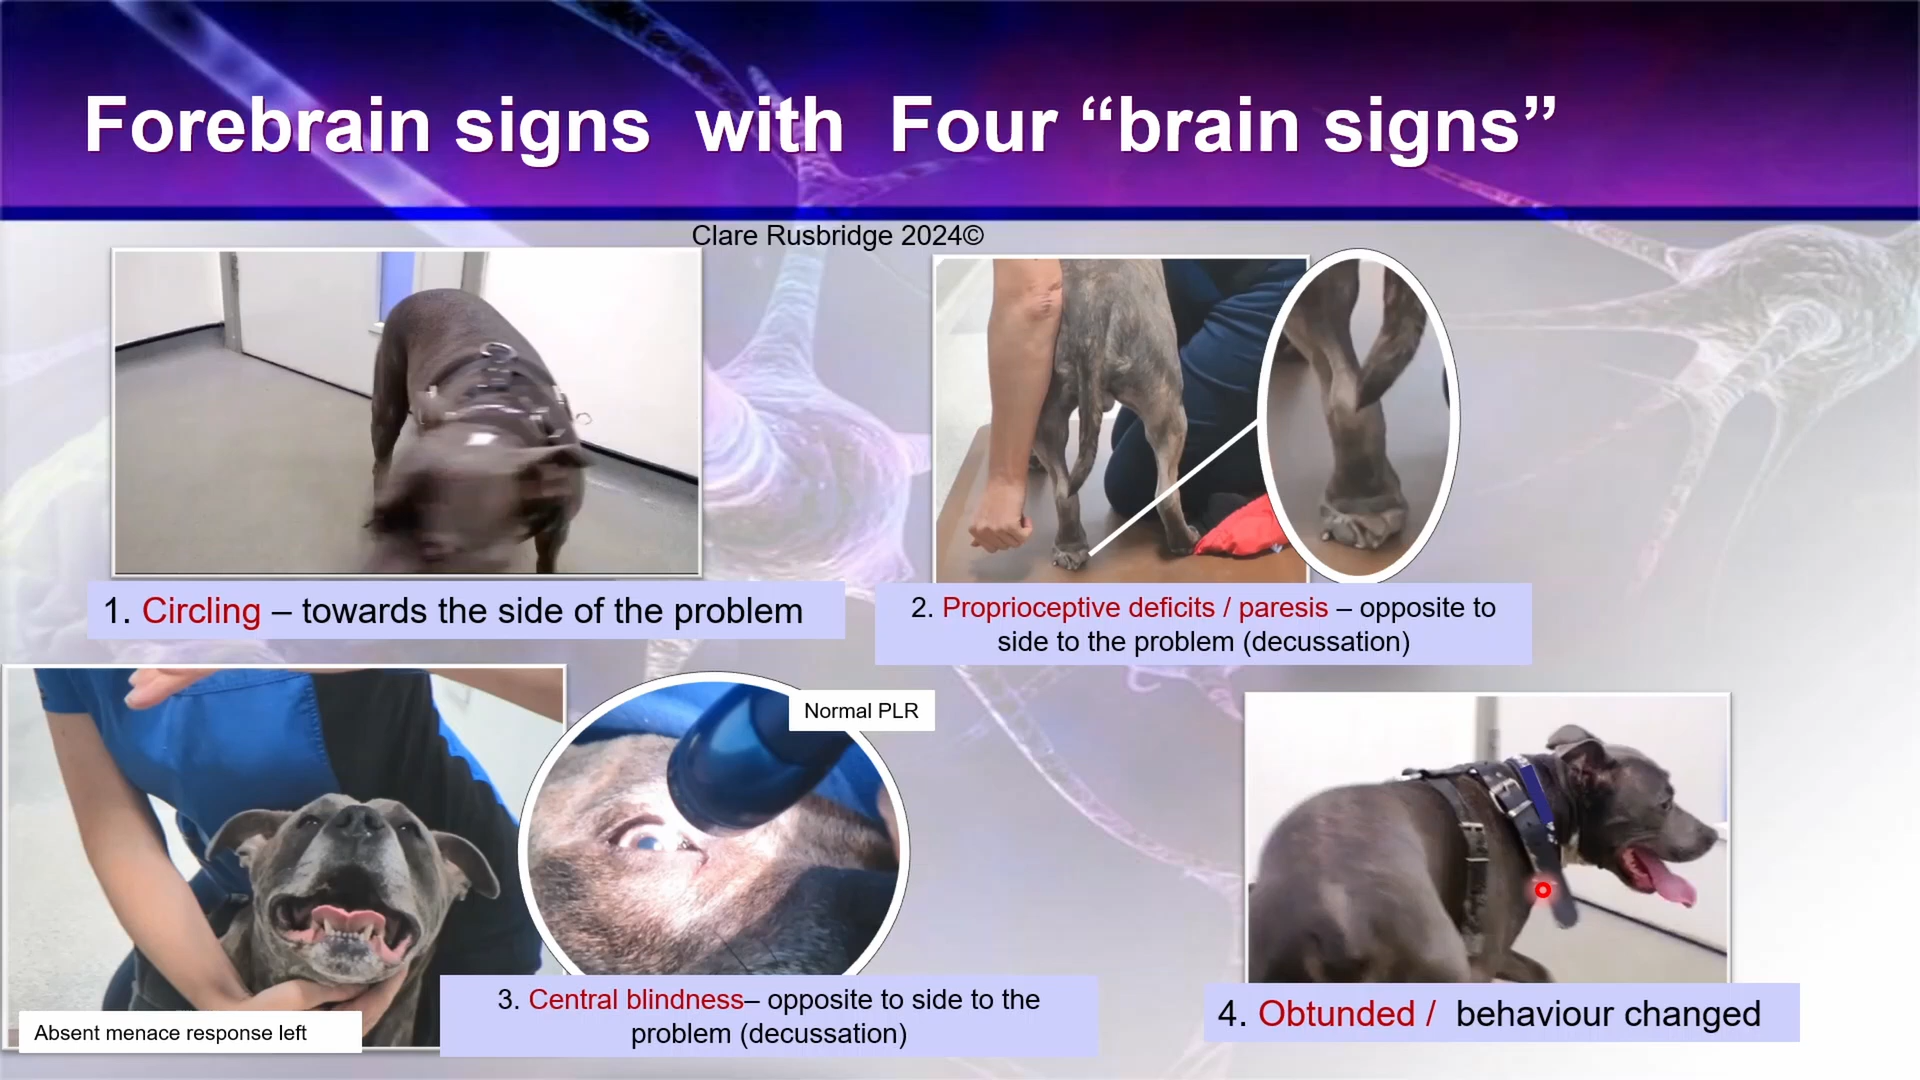 Forebrain signs with Four “brain signs”
Clare Rusbridge 2024©
1. Circling – towards the side of the problem
2. Proprioceptive deficits / paresis – opposite to
side to the problem (decussation)
Normal PLR
Absent menace response left
3. Central blindness– opposite to side to the
problem (decussation)
4. Obtunded / behaviour changed